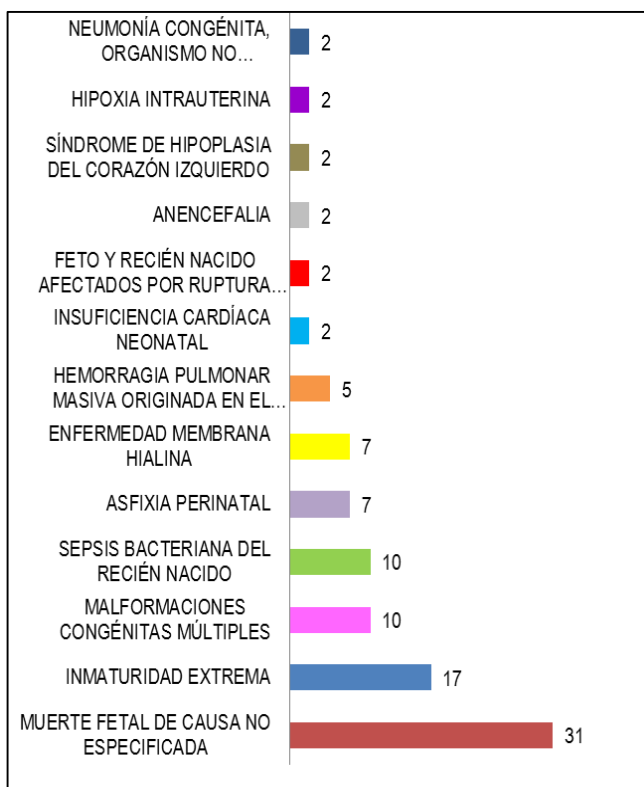 NEUMONÍA CONGÉNITA,
ORGANISMO NO...
2
HIPOXIA INTRAUTERINA
2
SÍNDROME DE HIPOPLASIA
DEL CORAZÓN IZQUIERDO
2
ANENCEFALIA
2
FETO Y RECIÉN NACIDO
AFECTADOS POR RUPTURA...
2
INSUFICIENCIA CARDÍACA
NEONATAL
2
HEMORRAGIA PULMONAR
MASIVA ORIGINADA EN EL...
5
ENFERMEDAD MEMBRANA
HIALINA
7
ASFIXIA PERINATAL
7
SEPSIS BACTERIANA DEL
RECIÉN NACIDO
10
MALFORMACIONES
CONGÉNITAS MÚLTIPLES
10
INMATURIDAD EXTREMA
17
MUERTE FETAL DE CAUSA NO
ESPECIFICADA
31